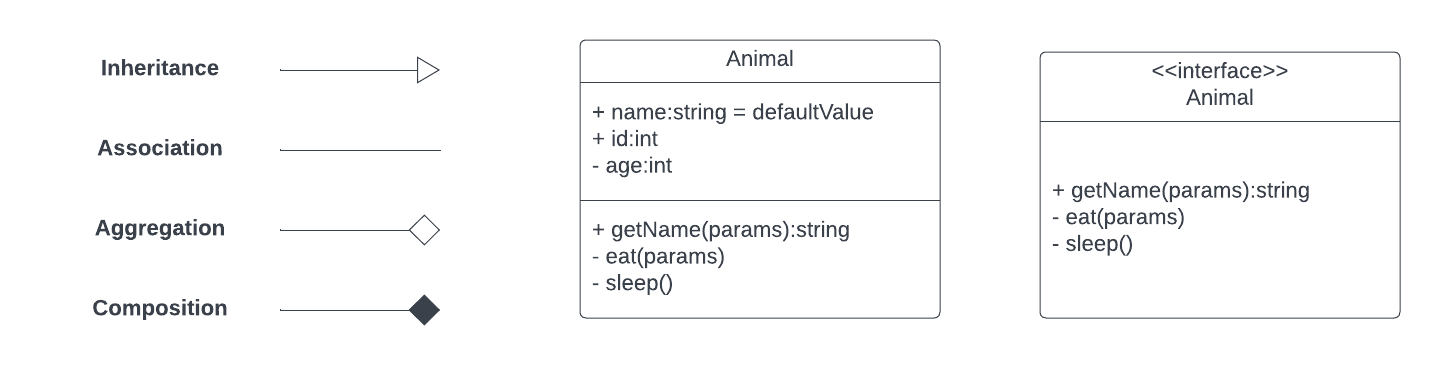 Inheritance
Association
Aggregation
Composition
Animal
+ name:string = defaultValue
+ id:int
- age:int
+ getName(params):string
- eat(params)
- sleep()
<<interface>>
Animal
+ getName(params):string
- eat(params)
- sleep()